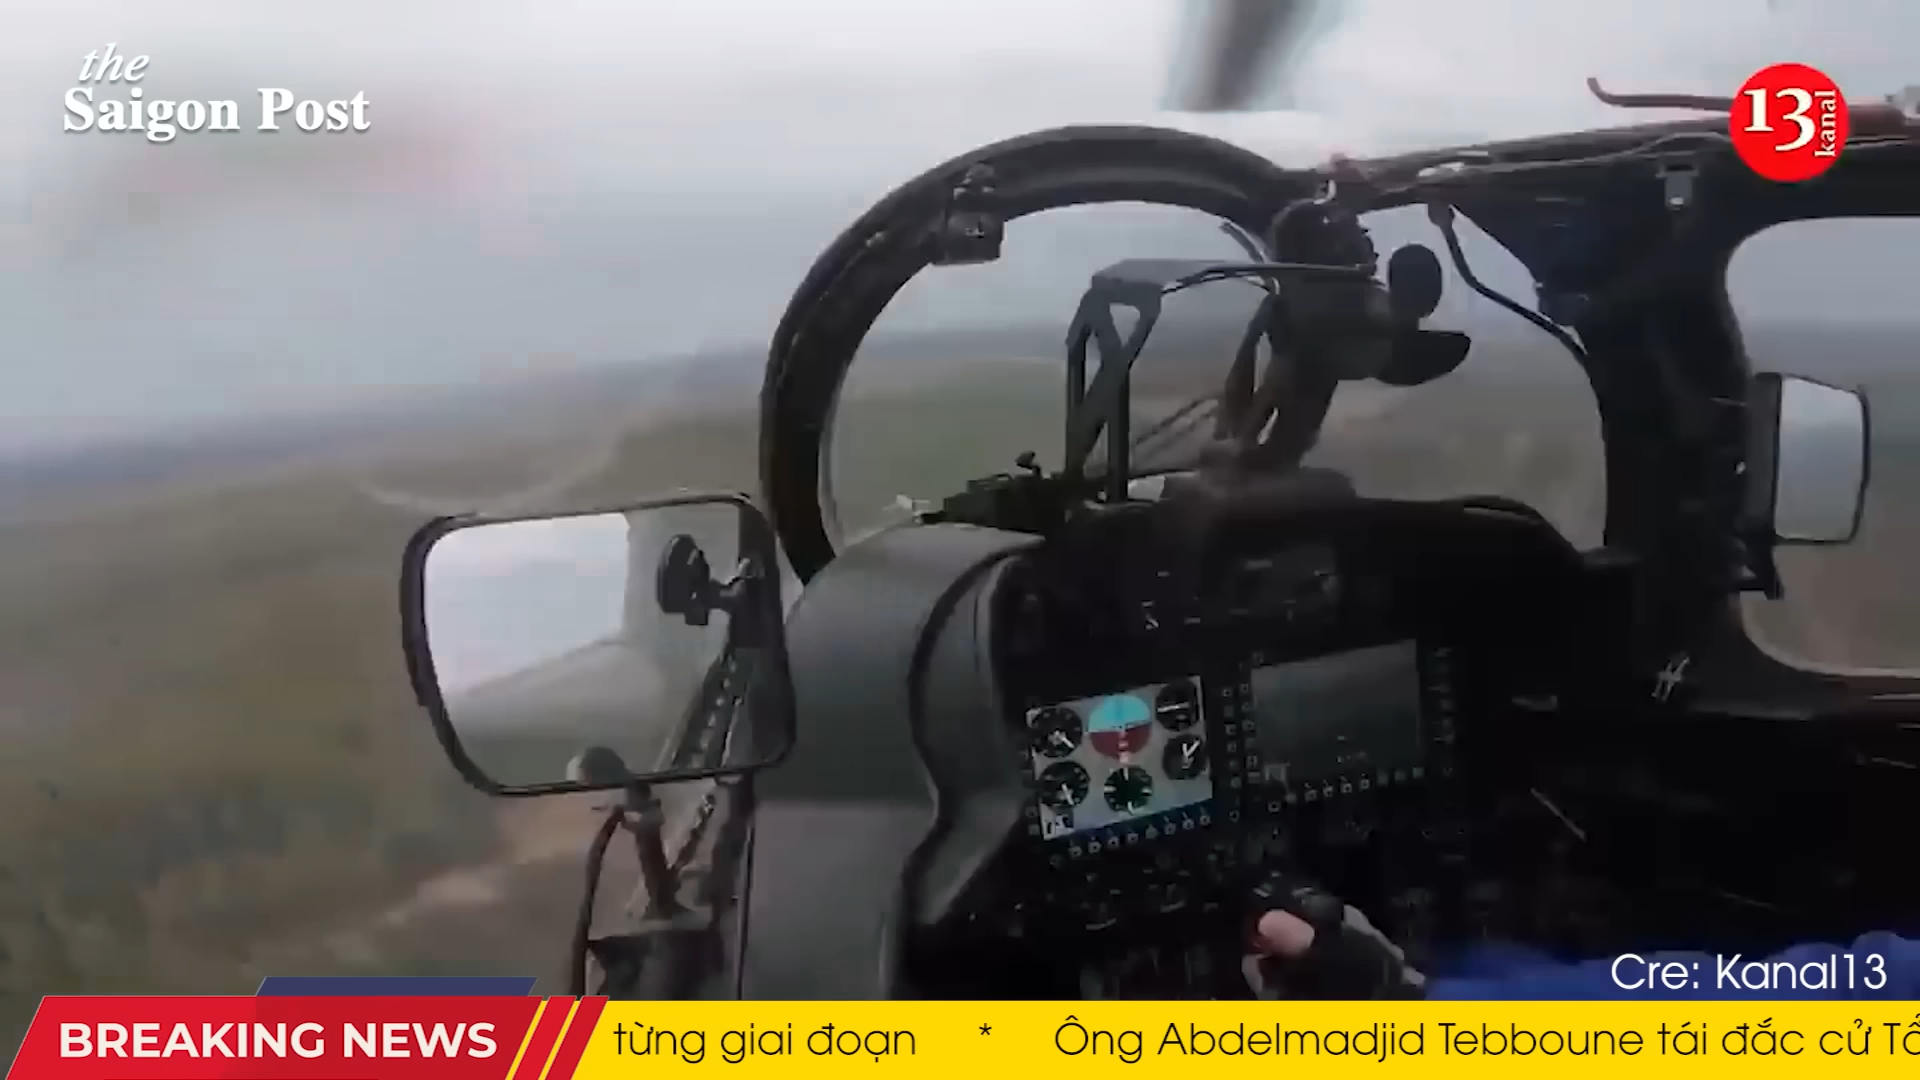 the
Saigon Post
13
kanal
Cre: Kanal13
BREAKING NEWS
từng giai đoạn * Ông Abdelmadjid Tebboune tái đắc cử